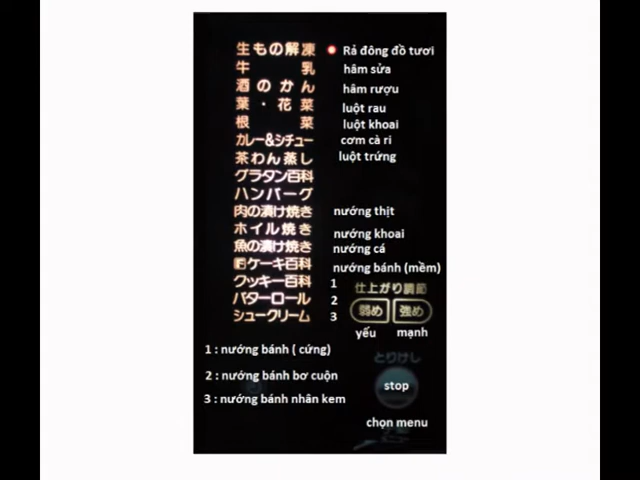 生もの解凍 Rả đông đồ tươi
牛乳 hâm sửa
酒のかん hâm rượu
葉・花菜 luột rau
根菜 luột khoai
カレー&シチュー cơm cà ri
茶わん蒸し luột trứng
グラタン百科
ハンバーグ
肉の漬け焼き nướng thịt
ホイル焼き nướng khoai
魚の漬け焼き nướng cá
ケーキ百科 nướng bánh (mềm)
クッキー百科 1
仕上がり調節
バターロール 2
弱め 強め
シュークリーム 3
yếu mạnh
1 : nướng bánh ( cứng)
とりけし
2 : nướng bánh bơ cuộn
stop
3 : nướng bánh nhân kem
chọn menu
メニュー